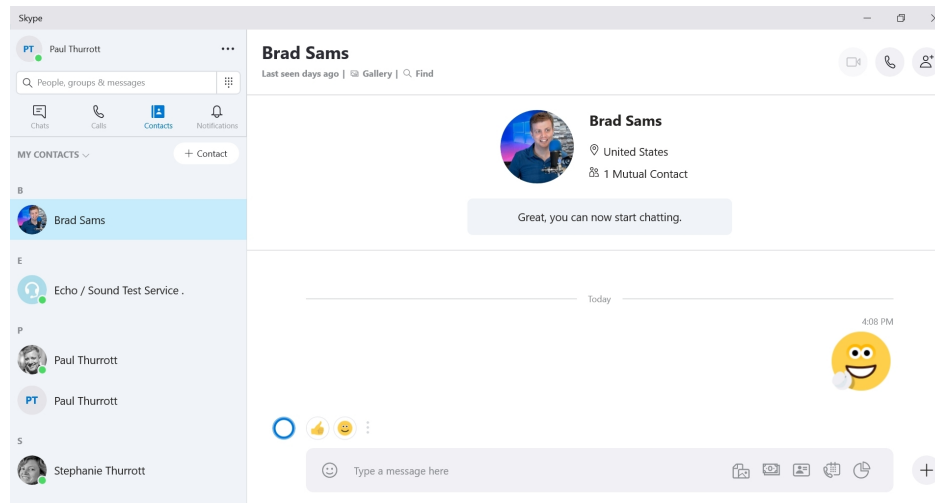 Skype
PT Paul Thurrott
People, groups & messages
Chats Calls Contacts Notifications
MY CONTACTS
+ Contact
B
Brad Sams
E
Echo / Sound Test Service .
P
Paul Thurrott
PT Paul Thurrott
S
Stephanie Thurrott
Brad Sams
Last seen days ago | Gallery | Find
Brad Sams
United States
1 Mutual Contact
Great, you can now start chatting.
Today
4:08 PM
Type a message here